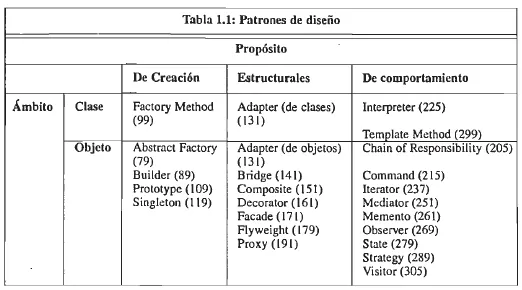 Tabla 1.1: Patrones de diseño
Propósito
De Creación Estructurales De comportamiento
Ámbito Clase Factory Method Adapter (de clases) Interpreter (225)
(99) (131)
Template Method (299)
Objeto Abstract Factory Adapter (de objetos) Chain of Responsibility (205)
(79) (131)
Builder (89) Bridge (141) Command (215)
Prototype (109) Composite (151) Iterator (237)
Singleton (119) Decorator (161) Mediator (251)
Facade (171) Memento (261)
Flyweight (179) Observer (269)
Proxy (191) State (279)
Strategy (289)
Visitor (305)